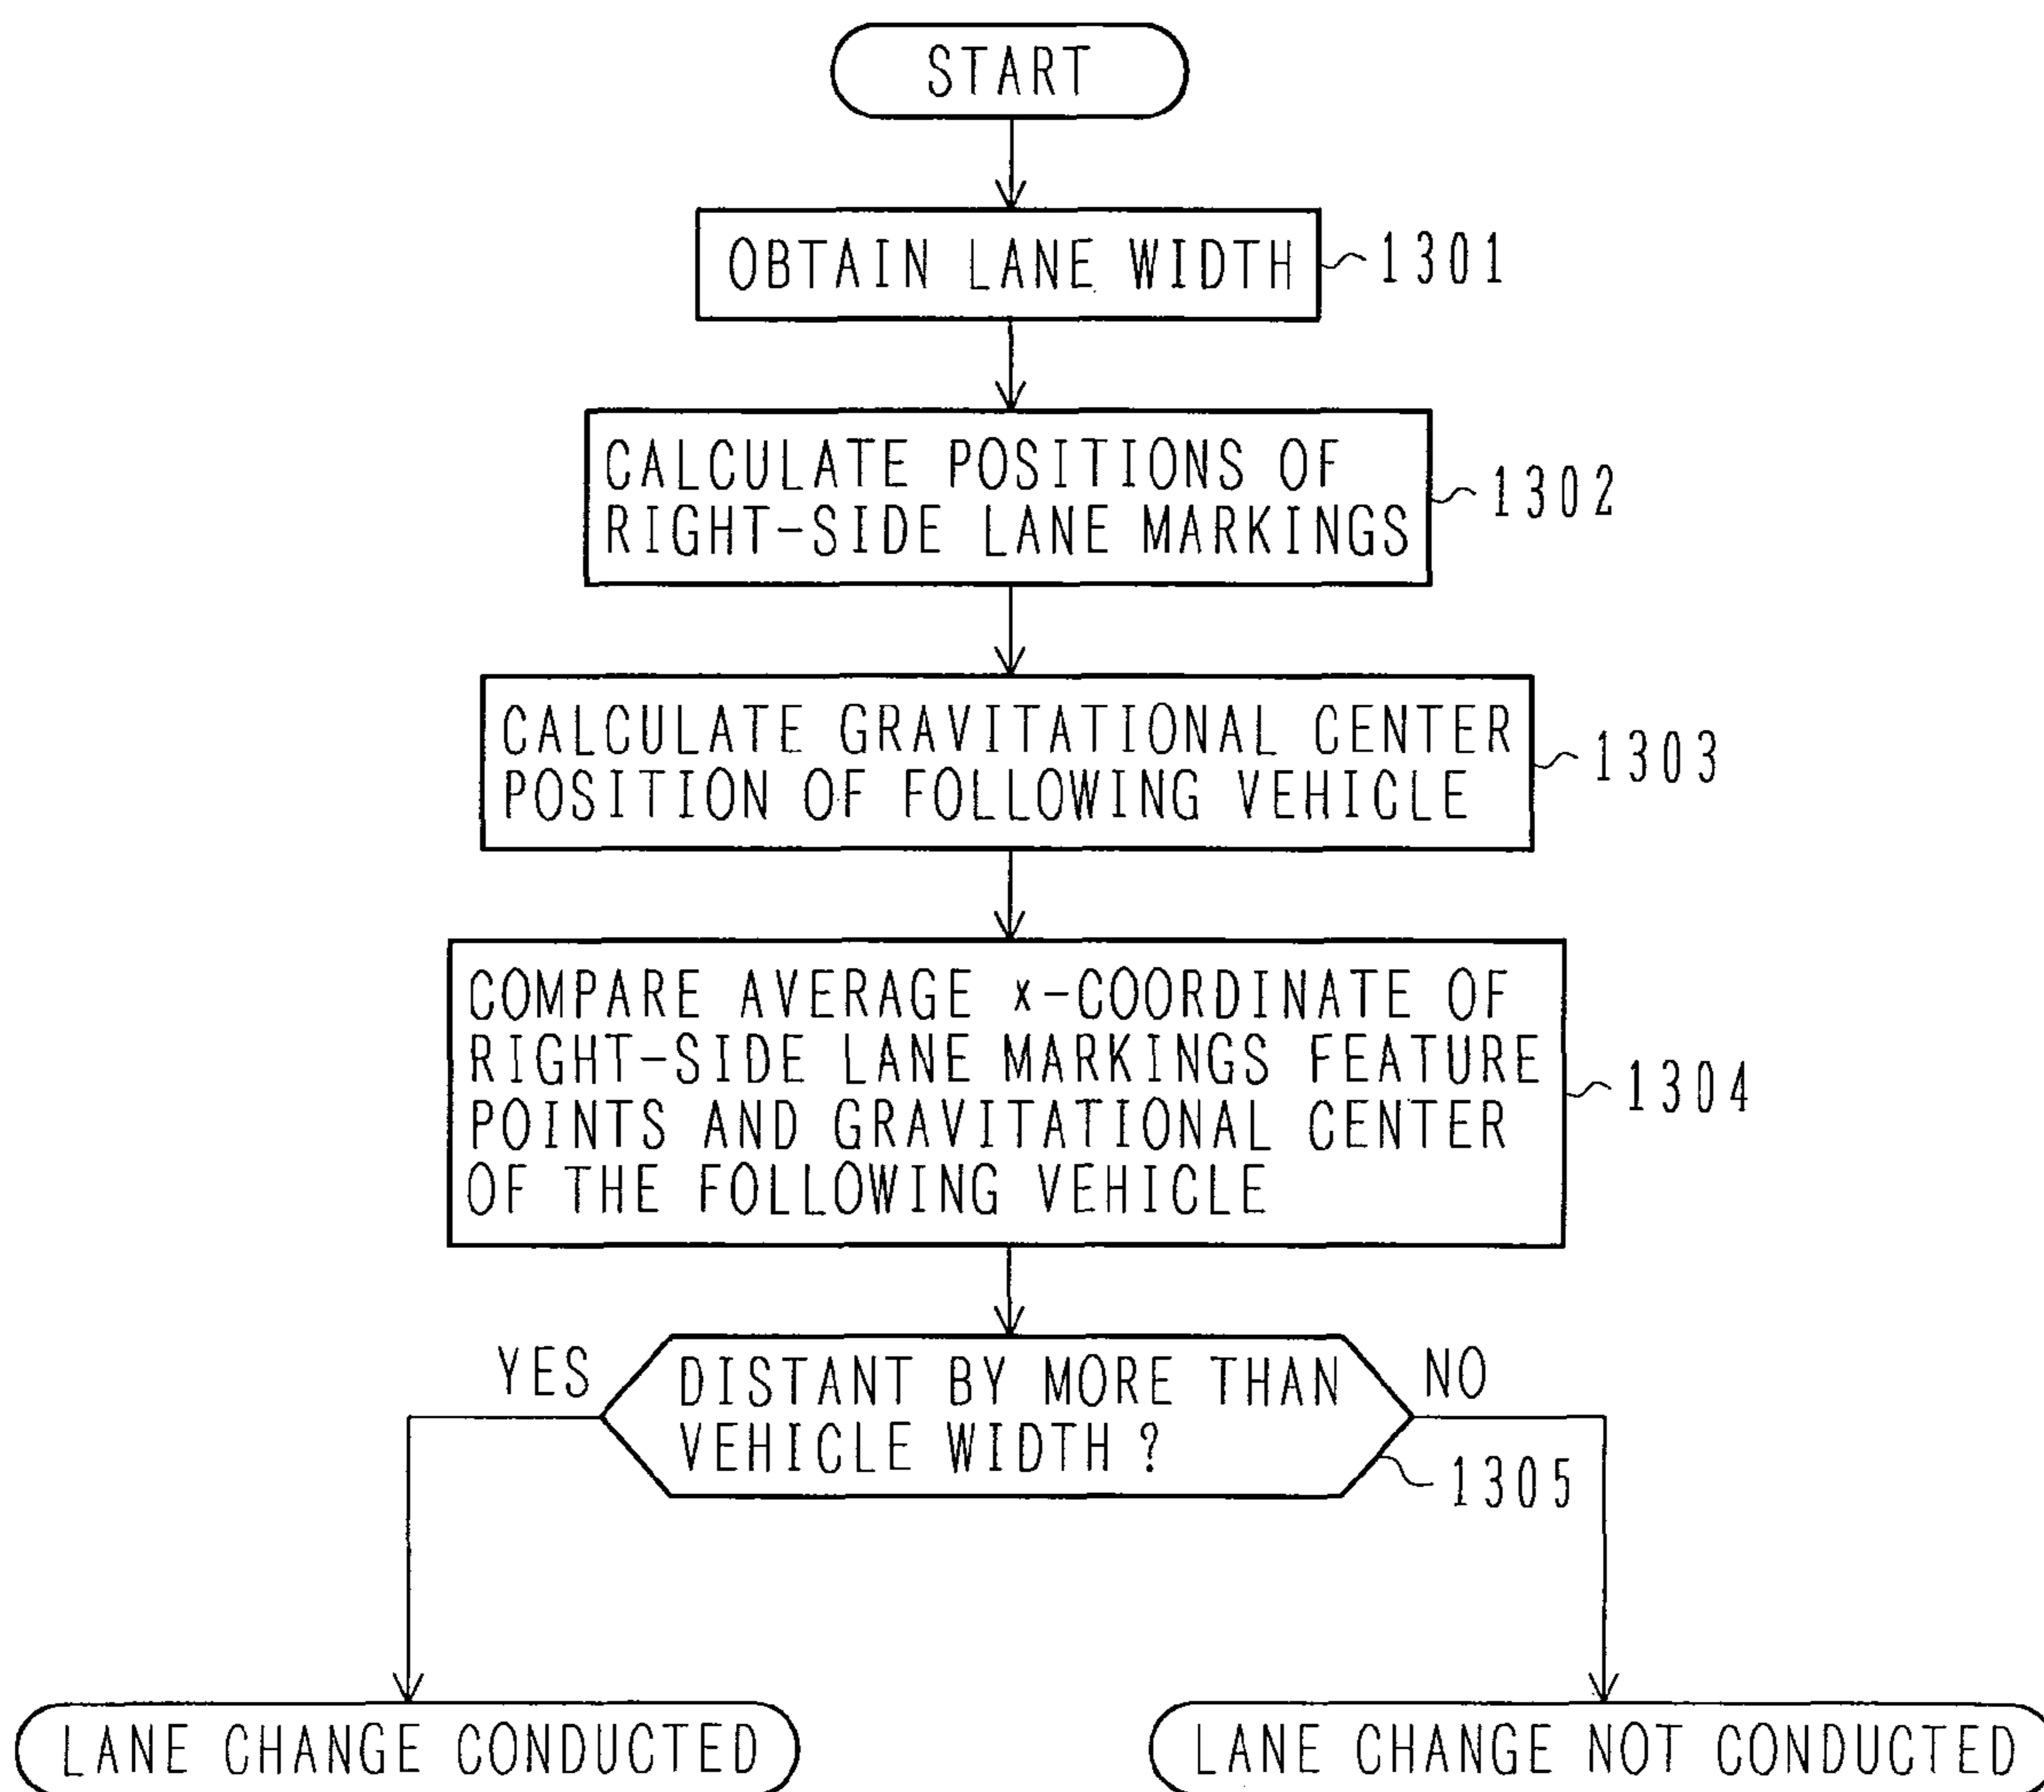 START
OBTAIN LANE WIDTH
1301
CALCULATE POSITIONS OF
RIGHT-SIDE LANE MARKINGS
1302
CALCULATE GRAVITATIONAL CENTER
POSITION OF FOLLOWING VEHICLE
1303
COMPARE AVERAGE x-COORDINATE OF
RIGHT-SIDE LANE MARKINGS FEATURE
POINTS AND GRAVITATIONAL CENTER
OF THE FOLLOWING VEHICLE
1304
YES
DISTANT BY MORE THAN
VEHICLE WIDTH ?
NO
1305
LANE CHANGE CONDUCTED
LANE CHANGE NOT CONDUCTED